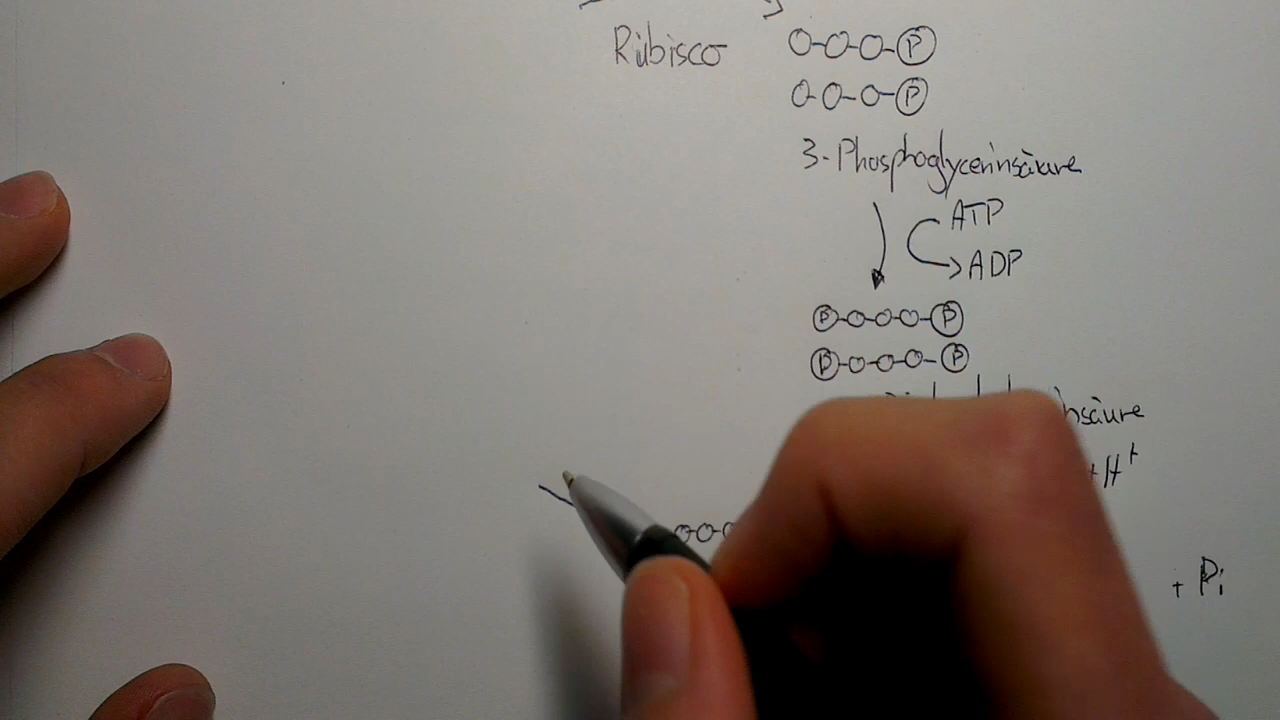 Rubisco
O-O-O-P
O-O-O-P
3-Phosphoglycerinsäure
ATP
ADP
P-O-O-O-P
P-O-O-O-P
+H⁺
+ Pi